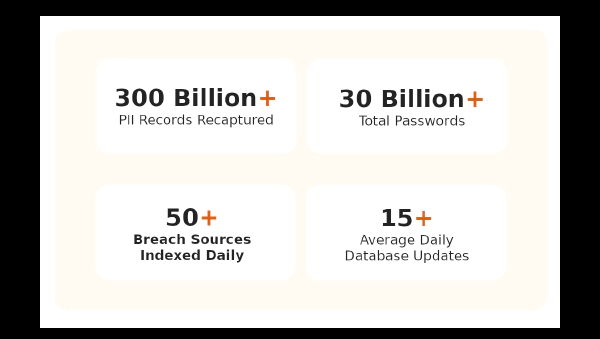 300 Billion+
PII Records Recaptured
30 Billion+
Total Passwords
50+
Breach Sources
Indexed Daily
15+
Average Daily
Database Updates